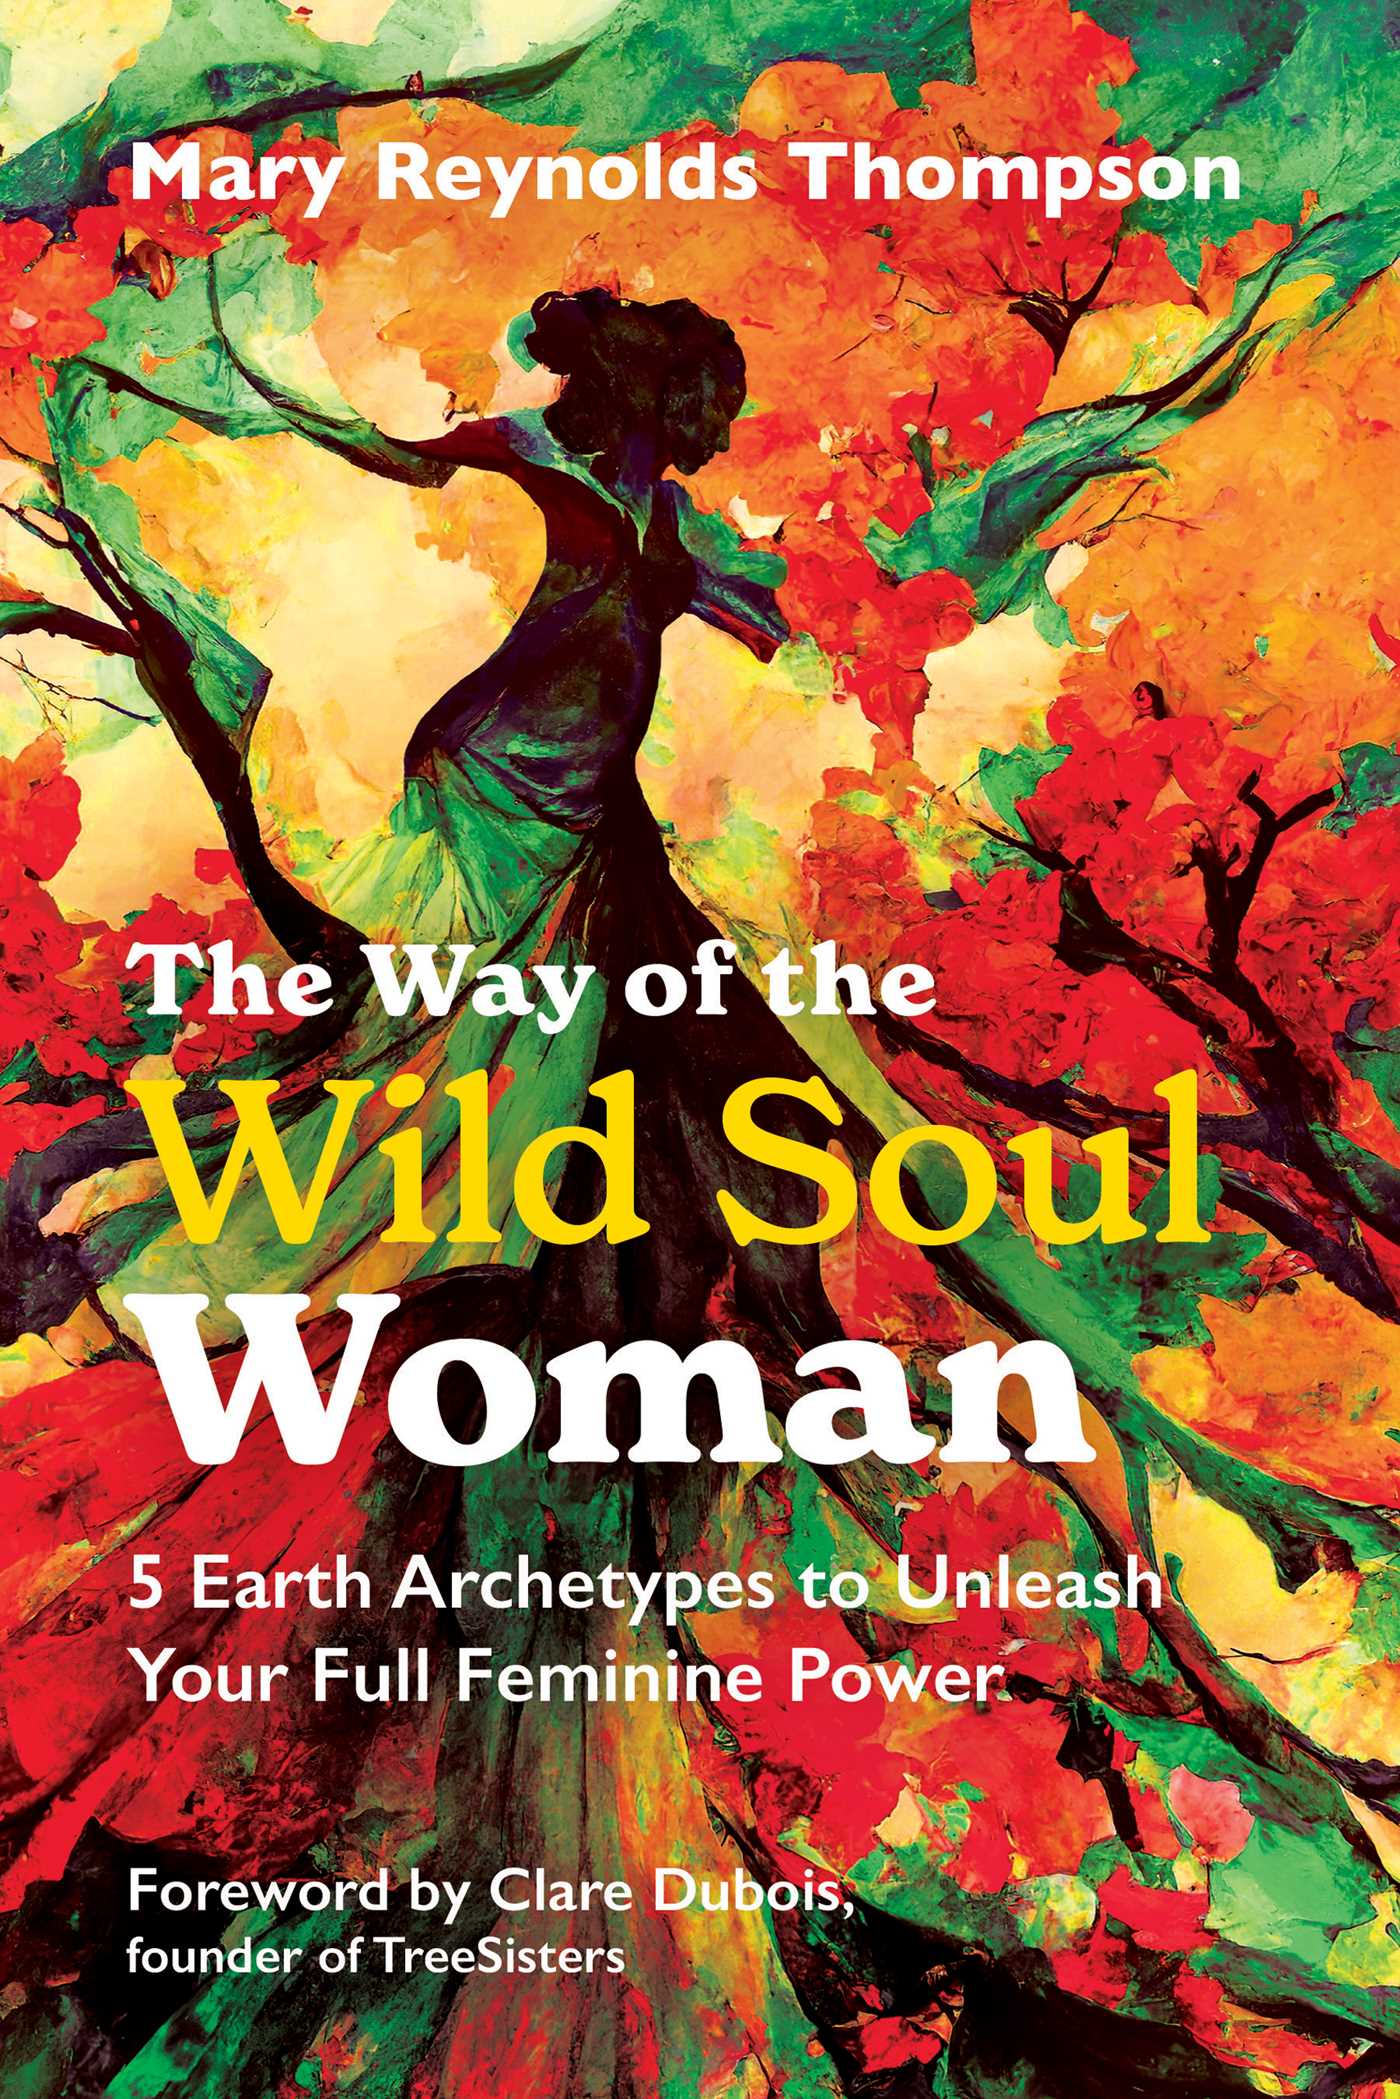 Mary Reynolds Thompson
The Way of the
Wild Soul
Woman
5 Earth Archetypes to Unleash
Your Full Feminine Power
Foreword by Clare Dubois,
founder of TreeSisters